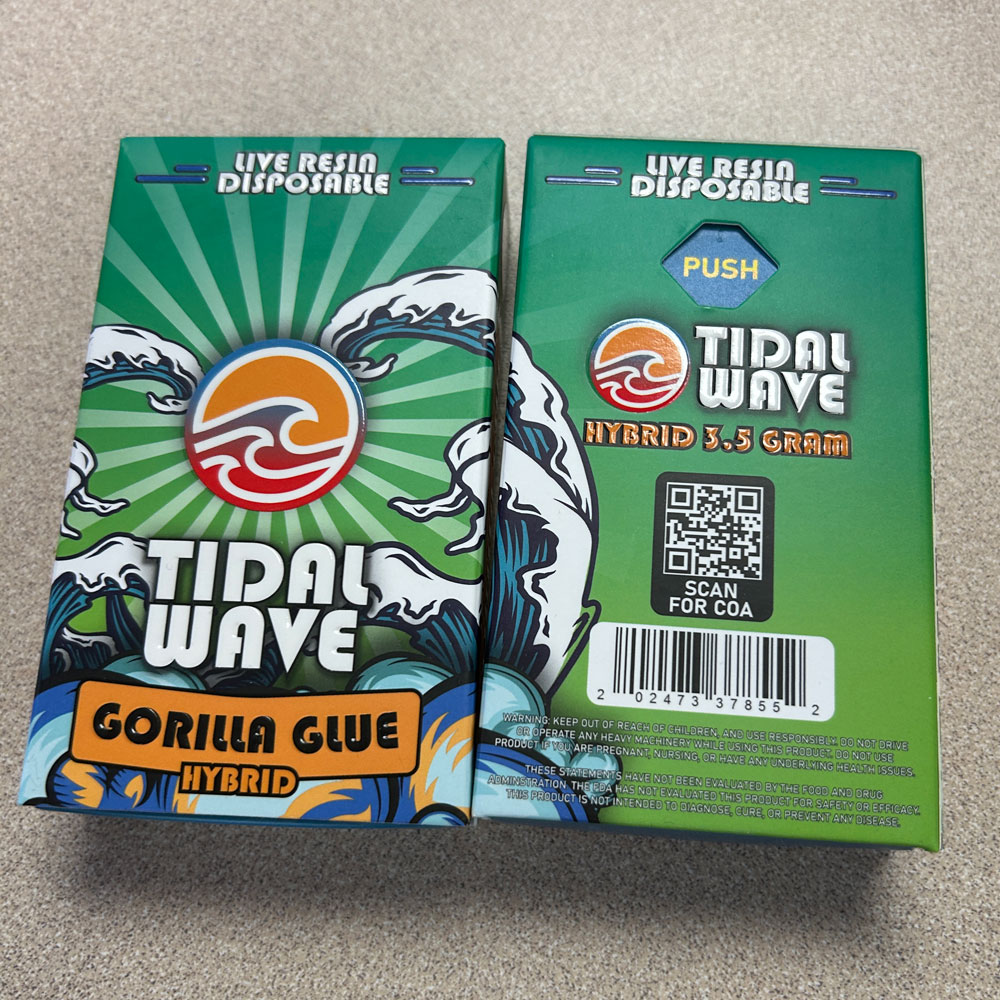 LIVE RESIN
DISPOSABLE
TIDAL
WAVE
GORILLA GLUE
HYBRID
LIVE RESIN
DISPOSABLE
PUSH
TIDAL
WAVE
HYBRID 3.5 GRAM
SCAN
FOR COA
2 02473 37855 2
WARNING: KEEP OUT OF REACH OF CHILDREN, AND USE RESPONSIBLY. DO NOT DRIVE
OR OPERATE ANY HEAVY MACHINERY WHILE USING THIS PRODUCT. DO NOT USE
PRODUCT IF YOU ARE PREGNANT, NURSING, OR HAVE ANY UNDERLYING HEALTH ISSUES.
THESE STATEMENTS HAVE NOT BEEN EVALUATED BY THE FOOD AND DRUG
ADMINSTRATION. THE FDA HAS NOT EVALUATED THIS PRODUCT FOR SAFETY OR EFFICACY.
THIS PRODUCT IS NOT INTENDED TO DIAGNOSE, CURE, OR PREVENT ANY DISEASE.